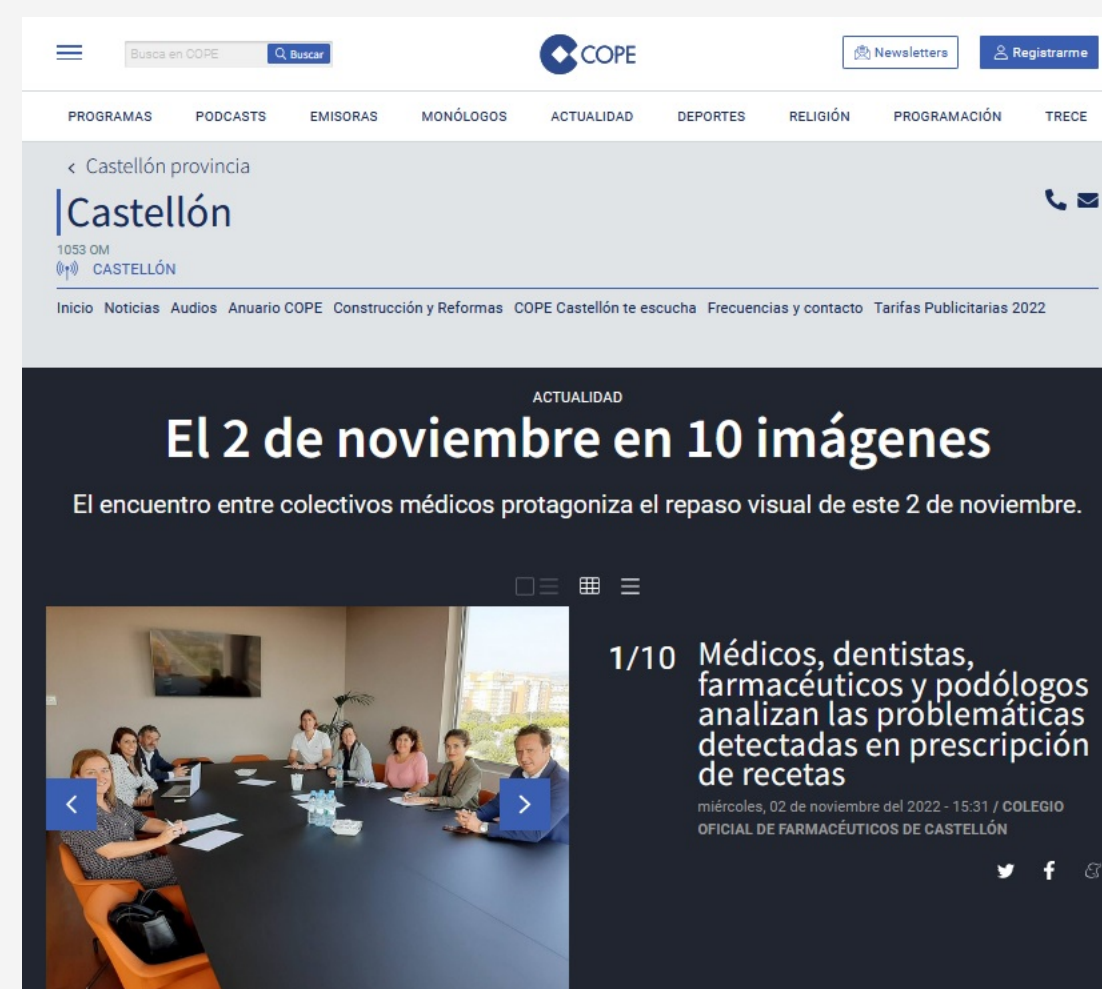 Busca en COPE
Buscar
COPE
Newsletters
Registrarme
PROGRAMAS PODCASTS EMISORAS MONÓLOGOS ACTUALIDAD DEPORTES RELIGIÓN PROGRAMACIÓN TRECE
< Castellón provincia
Castellón
1053 OM
CASTELLÓN
Inicio Noticias Audios Anuario COPE Construcción y Reformas COPE Castellón te escucha Frecuencias y contacto Tarifas Publicitarias 2022
ACTUALIDAD
El 2 de noviembre en 10 imágenes
El encuentro entre colectivos médicos protagoniza el repaso visual de este 2 de noviembre.
1/10
Médicos, dentistas,
farmacéuticos y podólogos
analizan las problemáticas
detectadas en prescripción
de recetas
miércoles, 02 de noviembre del 2022 - 15:31 / COLEGIO
OFICIAL DE FARMACÉUTICOS DE CASTELLÓN